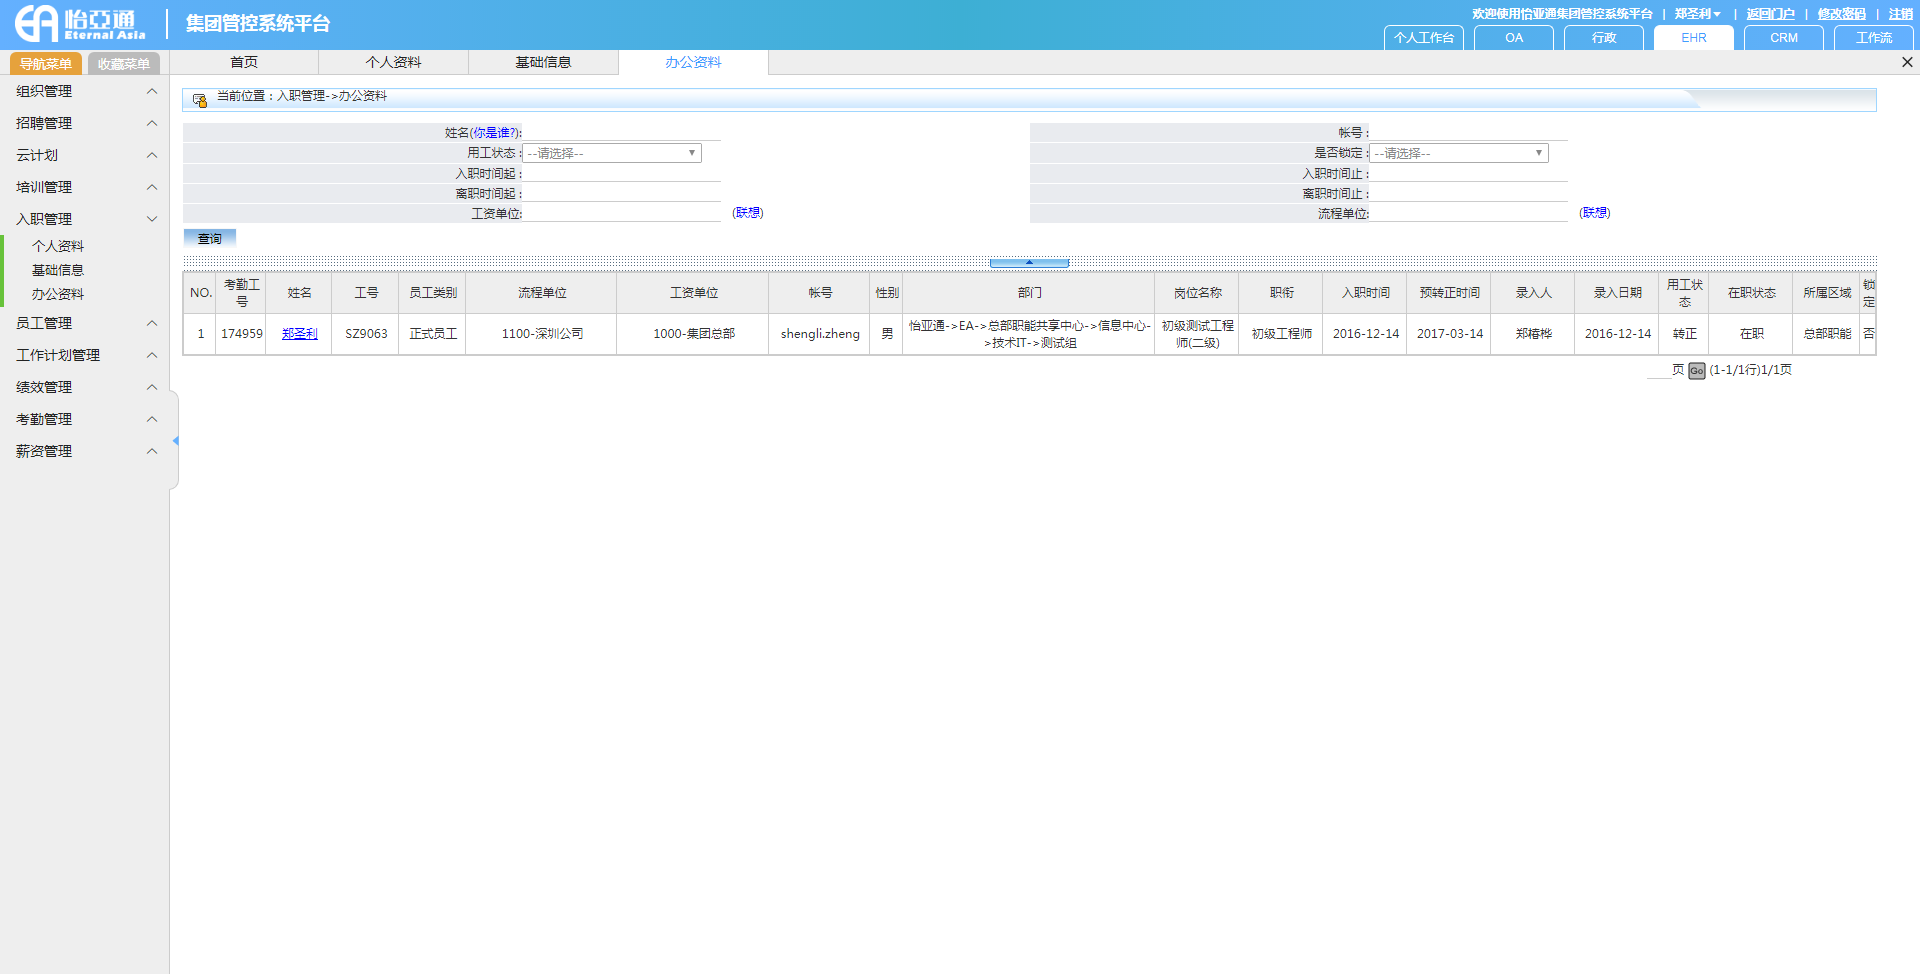 怡亞通
Eternal Asia
集团管控系统平台
欢迎使用怡亚通集团管控系统平台 | 郑圣利 | 返回门户 | 修改密码 | 注销
个人工作台 OA 行政 EHR CRM 工作流
导航菜单 收藏菜单
首页 个人资料 基础信息 办公资料
组织管理
招聘管理
云计划
培训管理
入职管理
个人资料
基础信息
办公资料
员工管理
工作计划管理
绩效管理
考勤管理
薪资管理
当前位置：入职管理->办公资料
姓名(你是谁?): 帐号：
用工状态：--请选择-- 是否锁定：--请选择--
入职时间起： 入职时间止：
离职时间起： 离职时间止：
工资单位: (联想) 流程单位: (联想)
查询
NO. 考勤工号 姓名 工号 员工类别 流程单位 工资单位 帐号 性别 部门 岗位名称 职衔 入职时间 预转正时间 录入人 录入日期 用工状态 在职状态 所属区域 锁定
1 174959 郑圣利 SZ9063 正式员工 1100-深圳公司 1000-集团总部 shengli.zheng 男 怡亚通->EA->总部职能共享中心->信息中心->技术IT->测试组 初级测试工程师(二级) 初级工程师 2016-12-14 2017-03-14 郑椿桦 2016-12-14 转正 在职 总部职能 否
页 Go (1-1/1行)1/1页